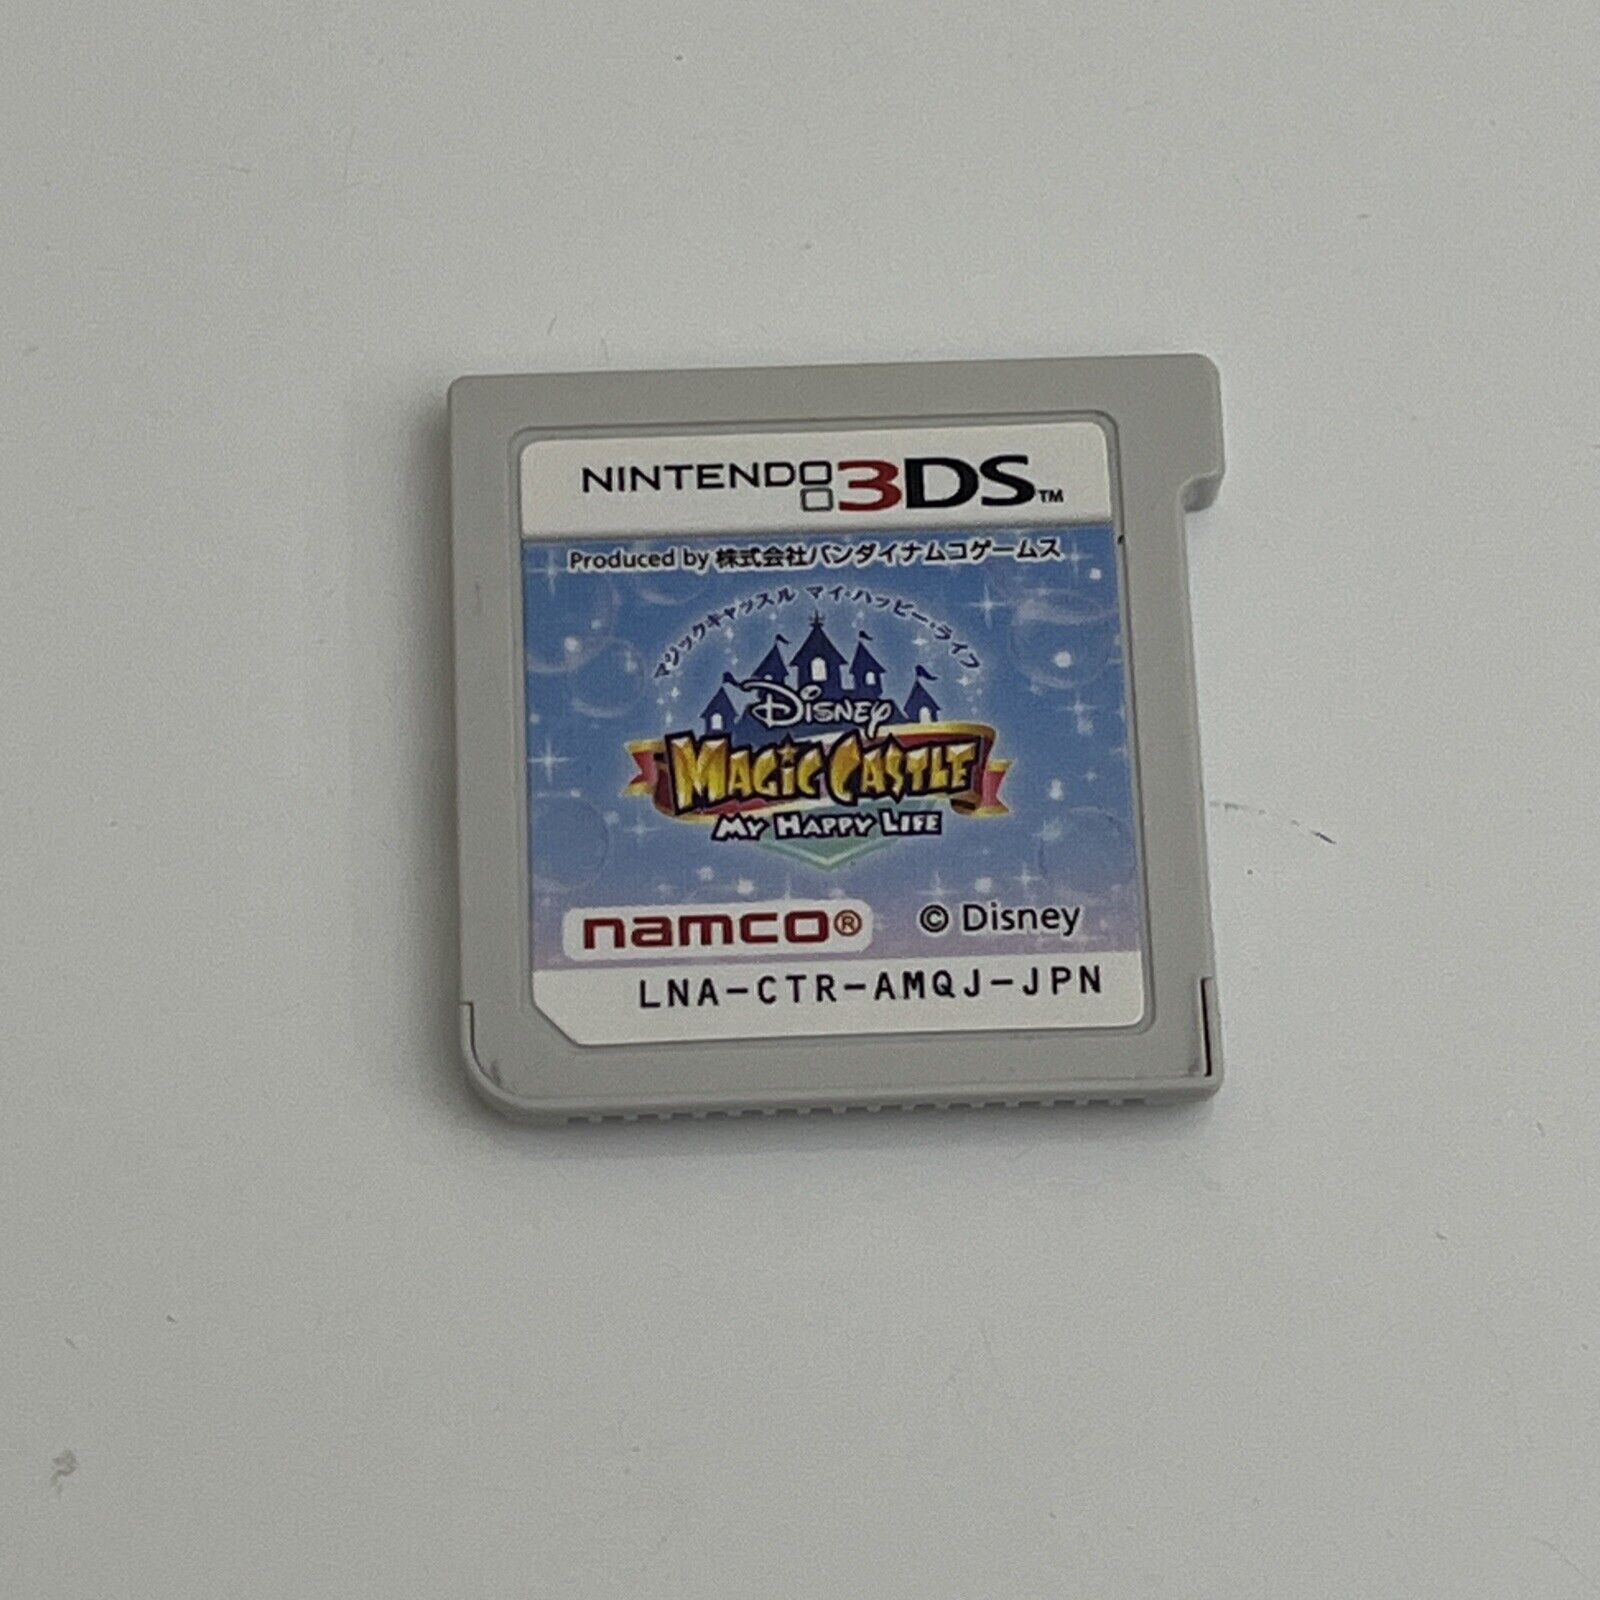 NINTENDO 3DS™
Produced by 株式会社バンダイナムコゲームス
マジックキャッスル マイ・ハッピー・ライフ
Disney
MAGIC CASTLE
MY HAPPY LIFE
namco® © Disney
LNA-CTR-AMQJ-JPN